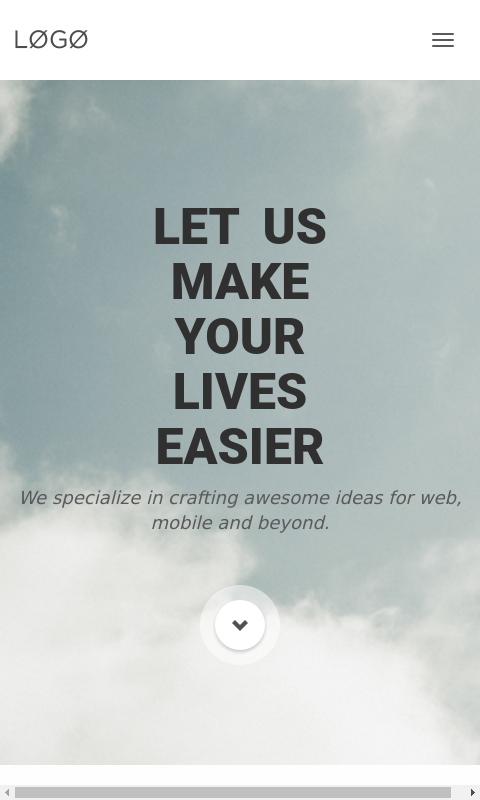 LØGØ
LET US
MAKE
YOUR
LIVES
EASIER
We specialize in crafting awesome ideas for web,
mobile and beyond.